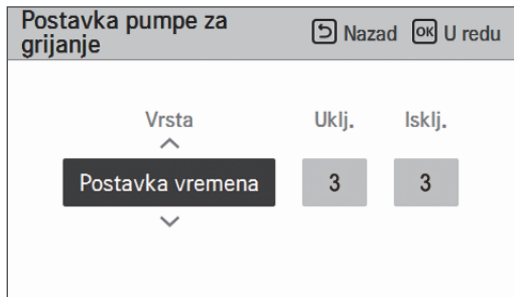 Postavka pumpe za
grijanje
Nazad
OK U redu
Vrsta
Uklj.
Isklj.
Postavka vremena
3
3